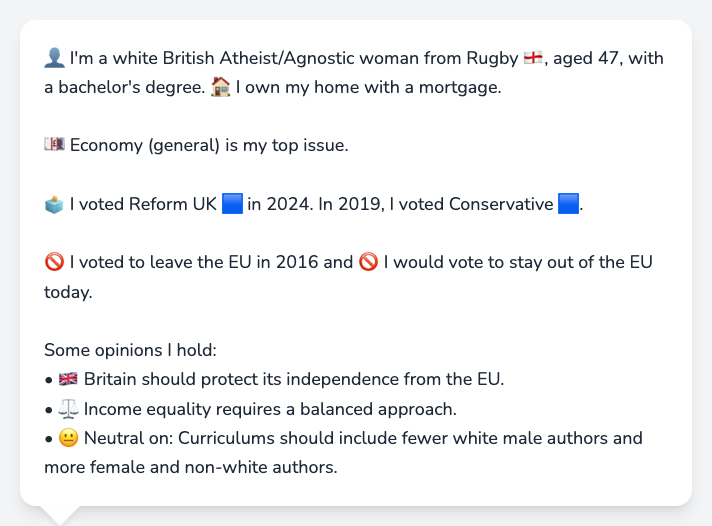 👤 I'm a white British Atheist/Agnostic woman from Rugby 🏴󠁧󠁢󠁥󠁮󠁧󠁿, aged 47, with
a bachelor's degree. 🏠 I own my home with a mortgage.
💷 Economy (general) is my top issue.
🗳️ I voted Reform UK 🟦 in 2024. In 2019, I voted Conservative 🟦.
🚫 I voted to leave the EU in 2016 and 🚫 I would vote to stay out of the EU
today.
Some opinions I hold:
• 🇬🇧 Britain should protect its independence from the EU.
• ⚖️ Income equality requires a balanced approach.
• 😐 Neutral on: Curriculums should include fewer white male authors and
more female and non-white authors.